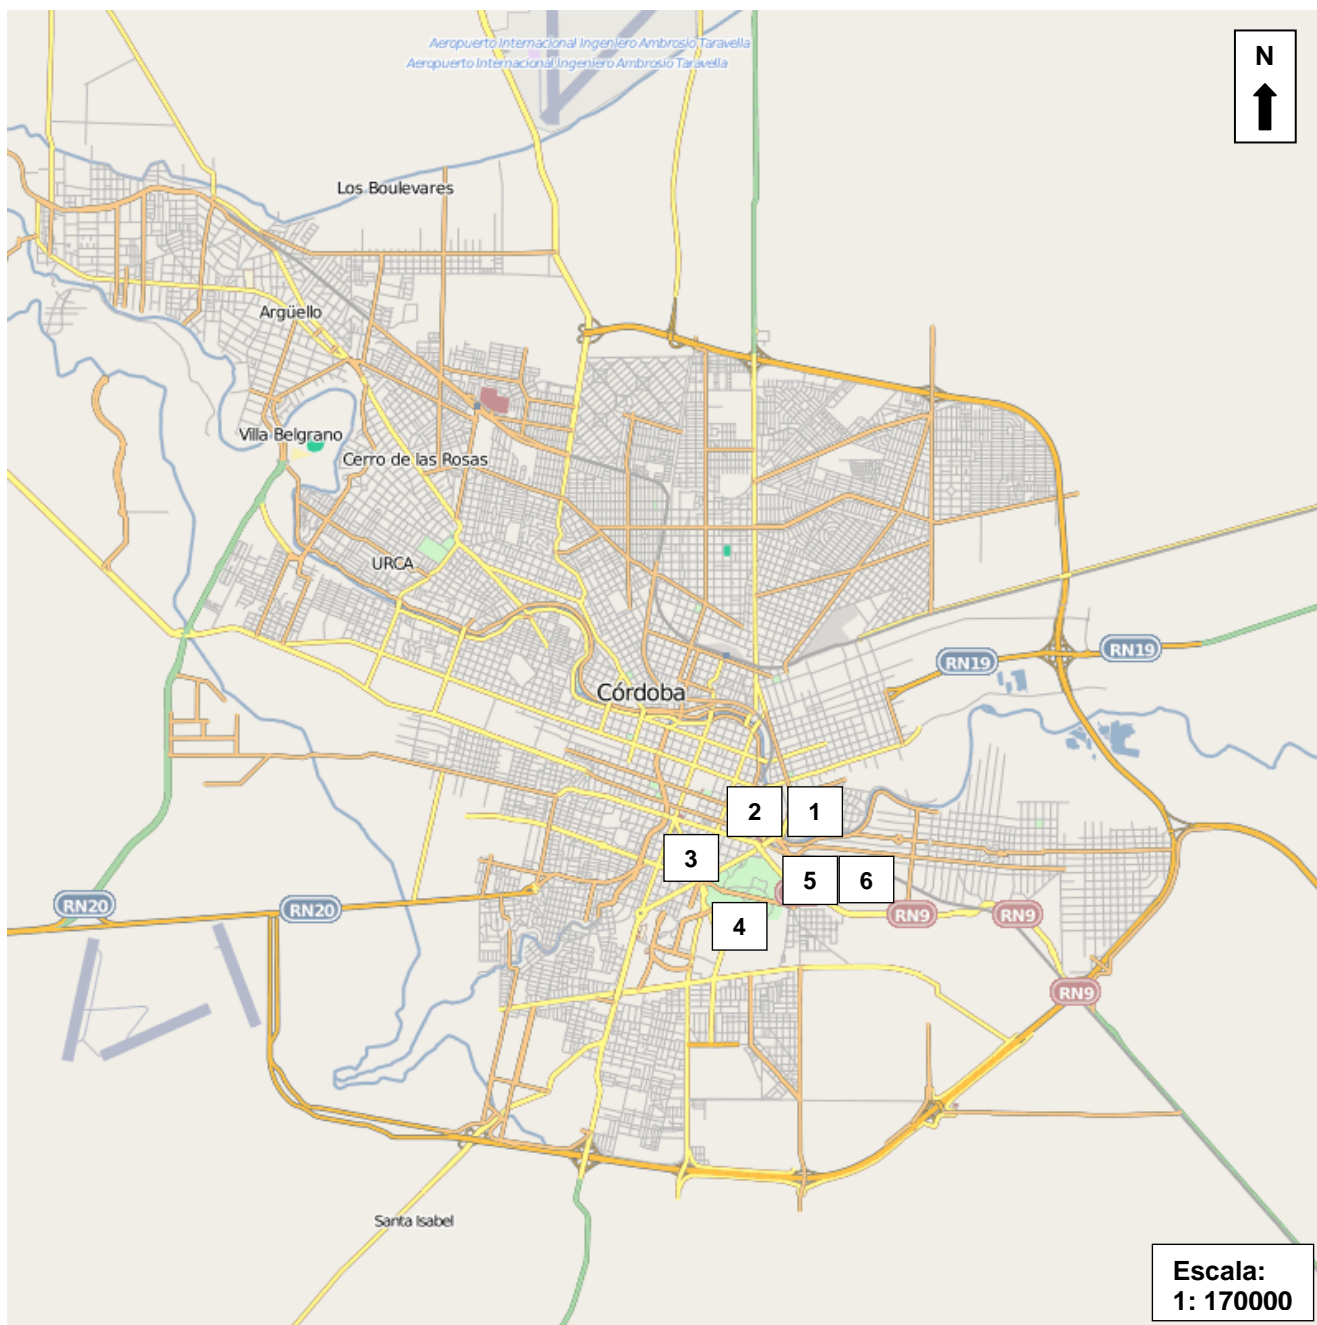 Aeropuerto Internacional Ingeniero Ambrosio Taravella
Aeropuerto Internacional Ingeniero Ambrosio Taravella
N
Los Boulevares
Argüello
Villa Belgrano
Cerro de las Rosas
URCA
RN19
RN19
Córdoba
2
1
3
5
6
RN20
RN20
4
RN9
RN9
RN9
Santa Isabel
Escala:
1: 170000